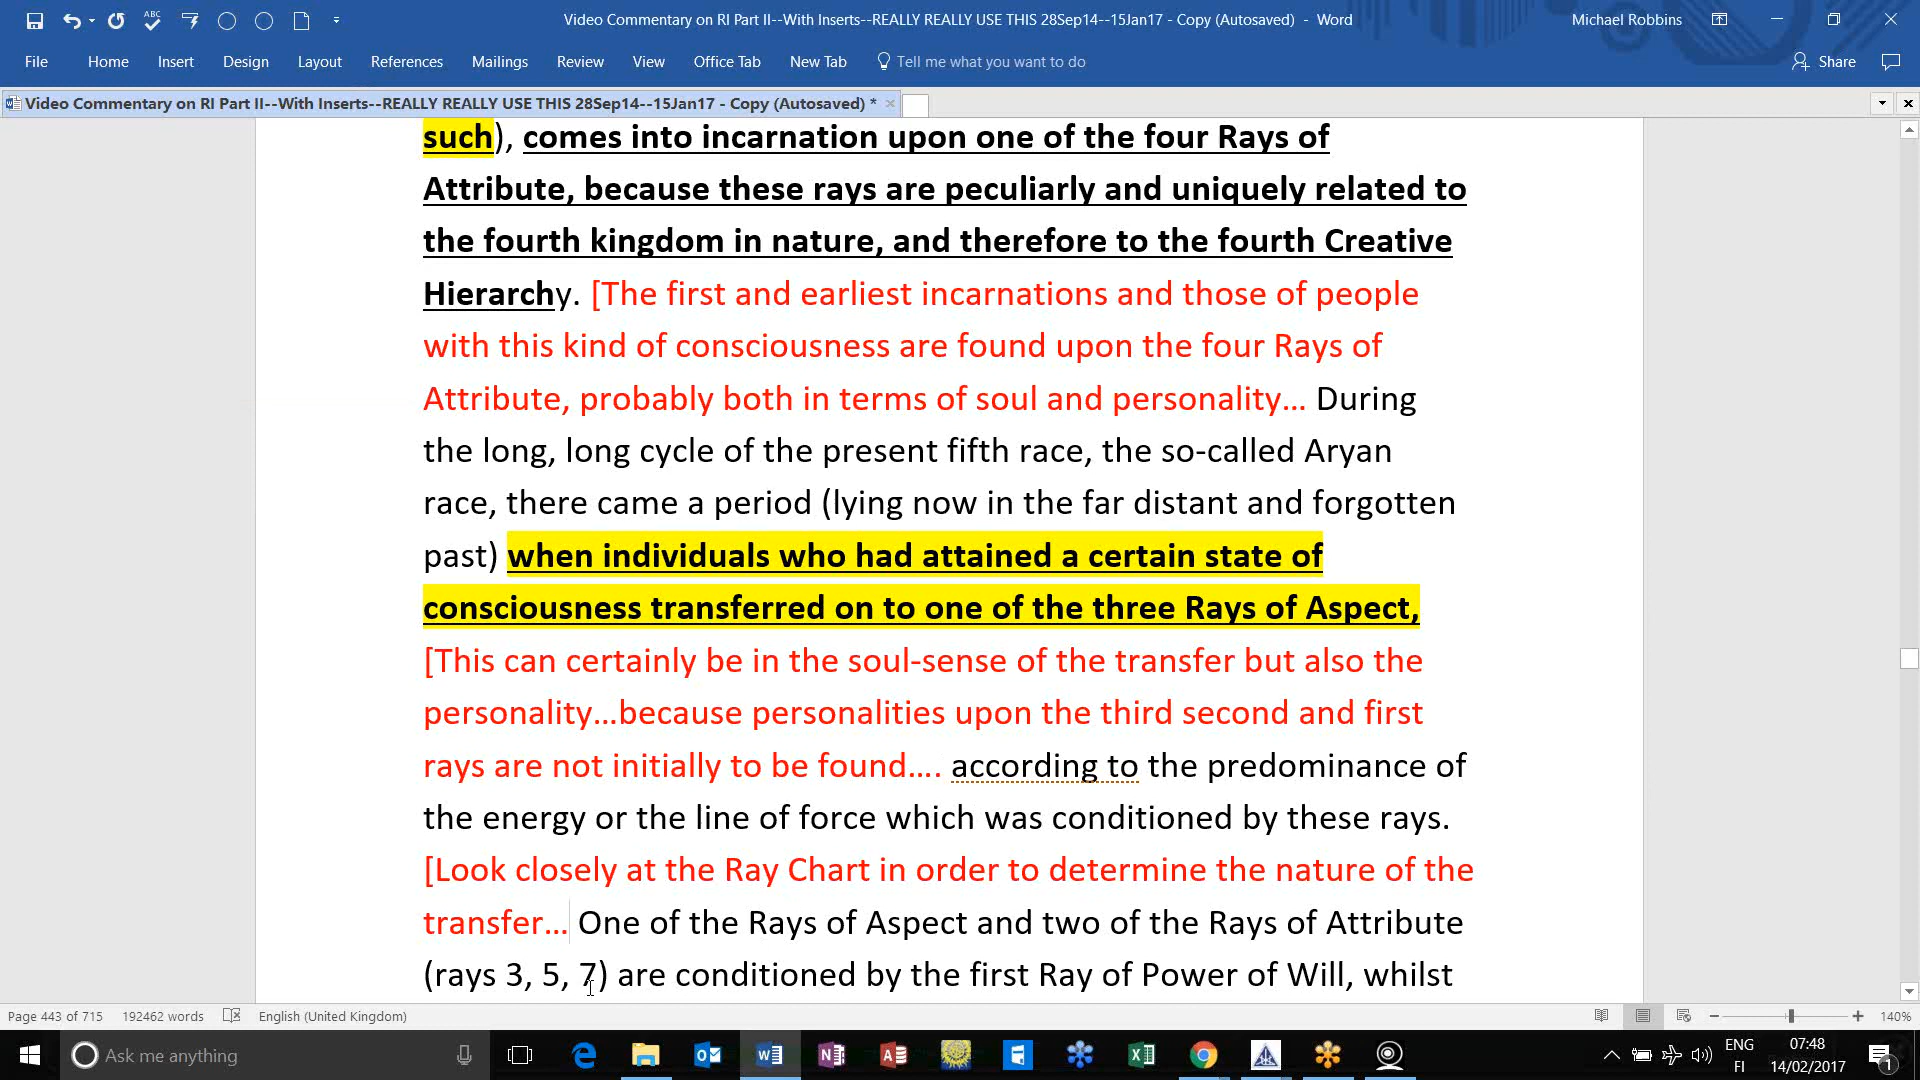 Video Commentary on RI Part II--With Inserts--REALLY REALLY USE THIS 28Sep14--15Jan17 - Copy (Autosaved) - Word
Michael Robbins
File Home Insert Design Layout References Mailings Review View Office Tab New Tab Tell me what you want to do Share
Video Commentary on RI Part II--With Inserts--REALLY REALLY USE THIS 28Sep14--15Jan17 - Copy (Autosaved) *
such), comes into incarnation upon one of the four Rays of
Attribute, because these rays are peculiarly and uniquely related to
the fourth kingdom in nature, and therefore to the fourth Creative
Hierarchy. [The first and earliest incarnations and those of people
with this kind of consciousness are found upon the four Rays of
Attribute, probably both in terms of soul and personality… During
the long, long cycle of the present fifth race, the so-called Aryan
race, there came a period (lying now in the far distant and forgotten
past) when individuals who had attained a certain state of
consciousness transferred on to one of the three Rays of Aspect,
[This can certainly be in the soul-sense of the transfer but also the
personality…because personalities upon the third second and first
rays are not initially to be found…. according to the predominance of
the energy or the line of force which was conditioned by these rays.
[Look closely at the Ray Chart in order to determine the nature of the
transfer… One of the Rays of Aspect and two of the Rays of Attribute
(rays 3, 5, 7) are conditioned by the first Ray of Power of Will, whilst
Page 443 of 715 192462 words English (United Kingdom) 140%
Ask me anything
ENG 07:48
FI 14/02/2017
1